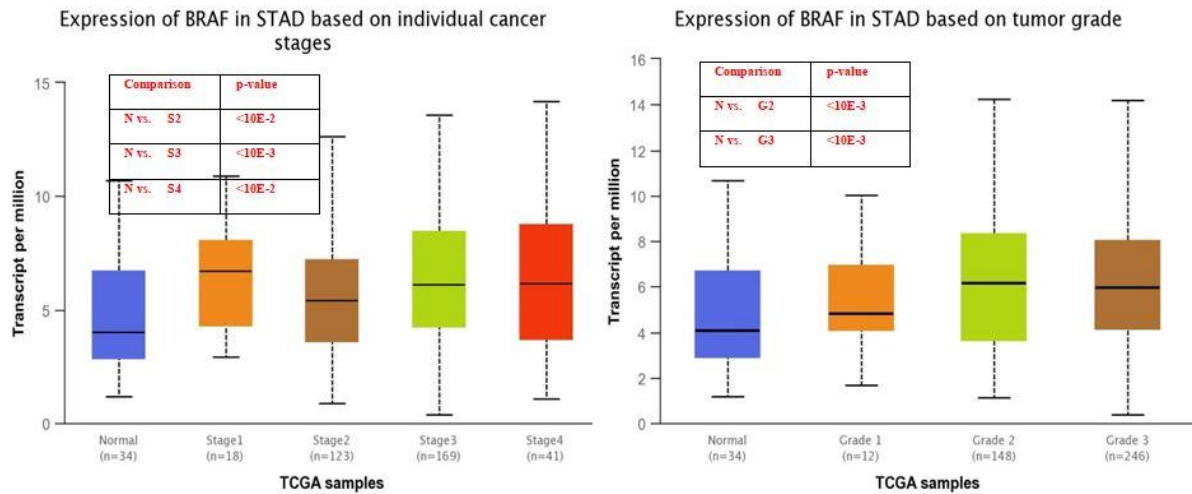 Expression of BRAF in STAD based on individual cancer
stages
Transcript per million
15
10
5
0
Comparison p-value
N vs. S2 <10E-2
N vs. S3 <10E-3
N vs. S4 <10E-2
Normal Stage1 Stage2 Stage3 Stage4
(n=34) (n=18) (n=123) (n=169) (n=41)
TCGA samples
Expression of BRAF in STAD based on tumor grade
Transcript per million
16
14
12
10
8
6
4
2
0
Comparison p-value
N vs. G2 <10E-3
N vs. G3 <10E-3
Normal Grade 1 Grade 2 Grade 3
(n=34) (n=12) (n=148) (n=246)
TCGA samples